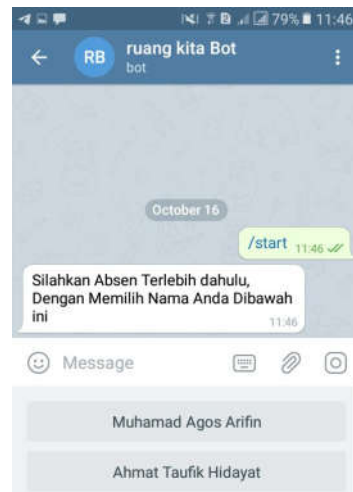 79% 11:46
RB
ruang kita Bot
bot
October 16
/start 11:46
Silahkan Absen Terlebih dahulu,
Dengan Memilih Nama Anda Dibawah
ini
11:46
Message
Muhamad Agos Arifin
Ahmat Taufik Hidayat